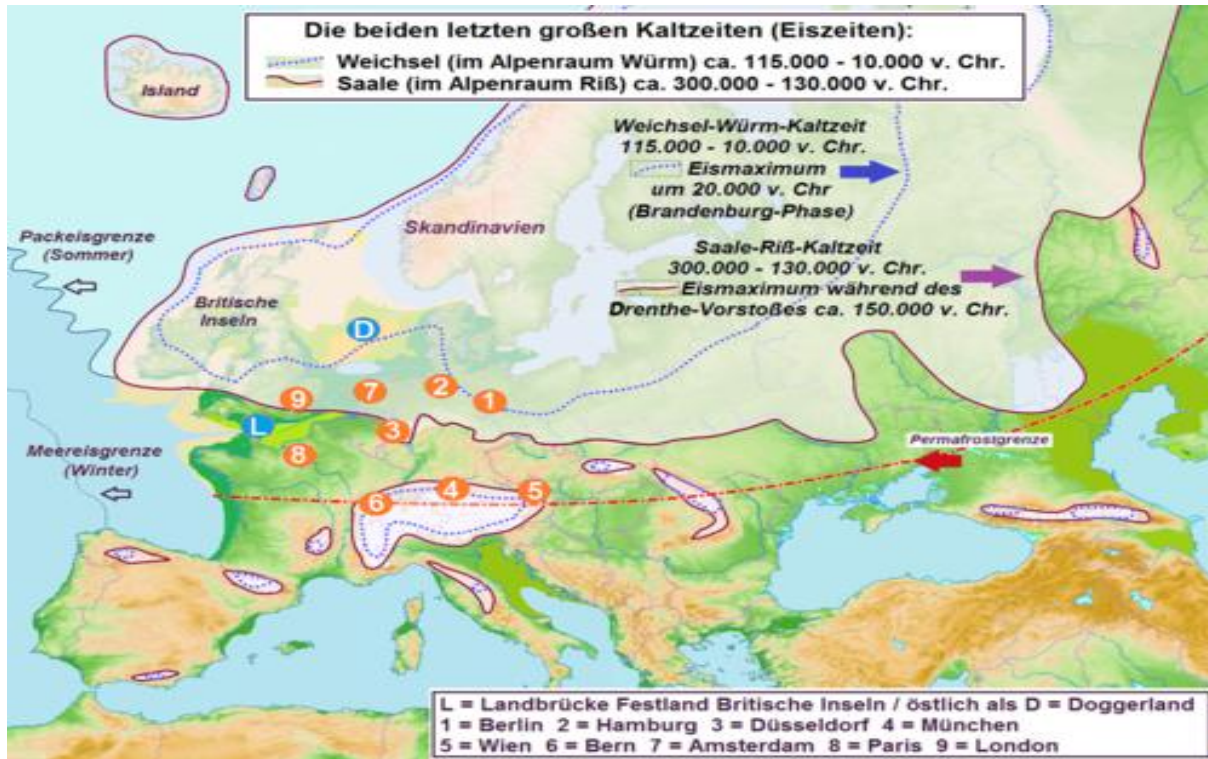 Die beiden letzten großen Kaltzeiten (Eiszeiten):
Weichsel (im Alpenraum Würm) ca. 115.000 - 10.000 v. Chr.
Saale (im Alpenraum Riß) ca. 300.000 - 130.000 v. Chr.
Island
Weichsel-Würm-Kaltzeit
115.000 - 10.000 v. Chr.
Eismaximum
um 20.000 v. Chr
(Brandenburg-Phase)
Skandinavien
Packeisgrenze
(Sommer)
Saale-Riß-Kaltzeit
300.000 - 130.000 v. Chr.
Eismaximum während des
Drenthe-Vorstoßes ca. 150.000 v. Chr.
Britische
Inseln
D
2
7
9
1
L
3
8
Permafrostgrenze
Meereisgrenze
(Winter)
4
5
6
L = Landbrücke Festland Britische Inseln / östlich als D = Doggerland
1 = Berlin 2 = Hamburg 3 = Düsseldorf 4 = München
5 = Wien 6 = Bern 7 = Amsterdam 8 = Paris 9 = London